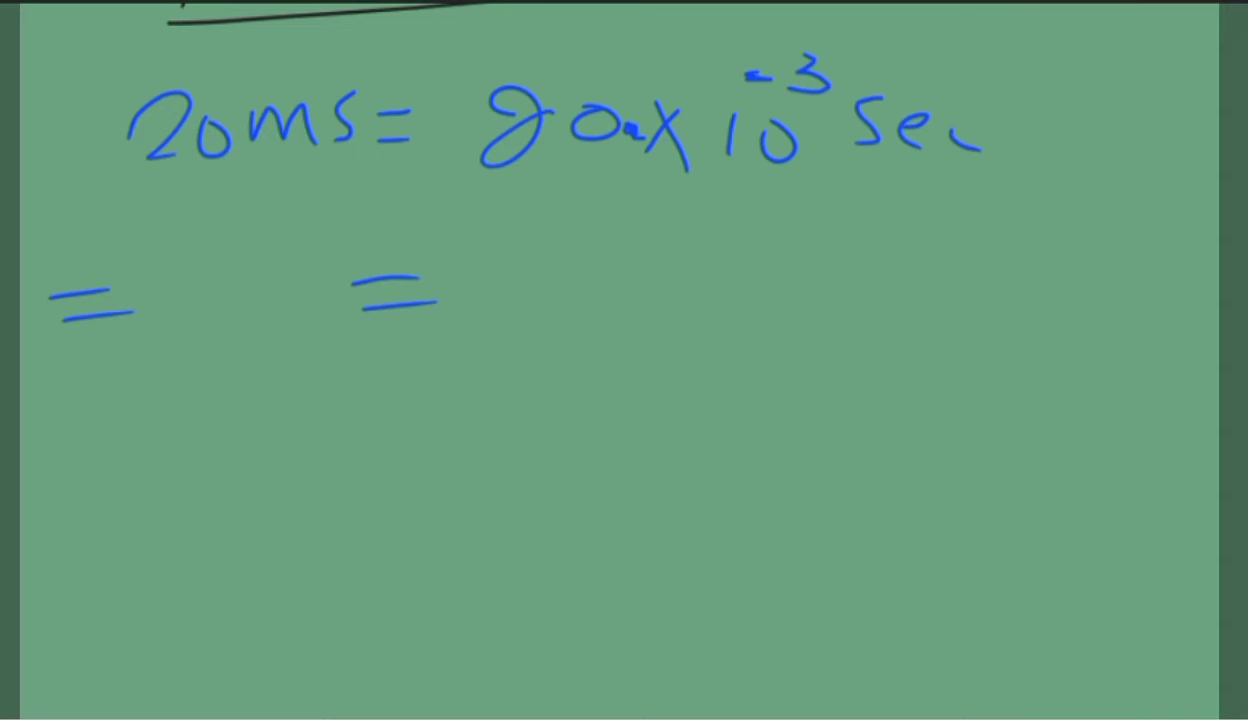 20ms = 20 x 10⁻³ sec
= =